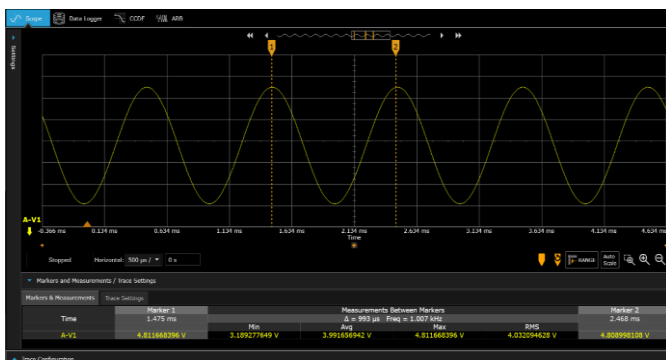 Scope Data Logger CCDF ARB
Settings
1 2
A-V1
-0.366 ms 0.134 ms 0.634 ms 1.134 ms 1.634 ms 2.134 ms 2.634 ms 3.134 ms 3.634 ms 4.134 ms 4.634 ms
Time
Stopped Horizontal: 500 µs / 0 s RANGE Auto Scale
Markers and Measurements / Trace Settings
Markers & Measurements Trace Settings
Marker 1 Measurements Between Markers Marker 2
Time 1.475 ms Δ = 993 µs Freq = 1.007 kHz 2.468 ms
Min Avg Max RMS
A-V1 4.811668396 V 3.189277649 V 3.991656942 V 4.811668396 V 4.032094628 V 4.808998108 V
Trace Configuration